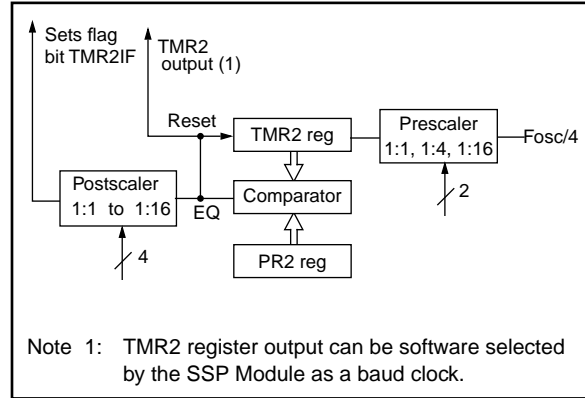 Sets flag
bit TMR2IF
TMR2
output (1)
Reset
TMR2 reg
Prescaler
1:1, 1:4, 1:16
Fosc/4
2
Postscaler
1:1 to 1:16
EQ
Comparator
4
PR2 reg
Note 1: TMR2 register output can be software selected
by the SSP Module as a baud clock.